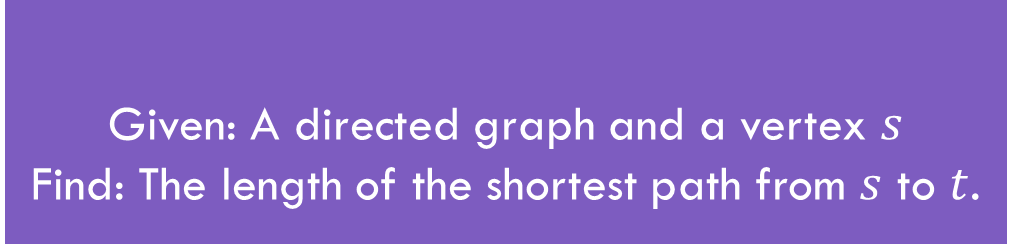 Given: A directed graph and a vertex s
Find: The length of the shortest path from s to t.